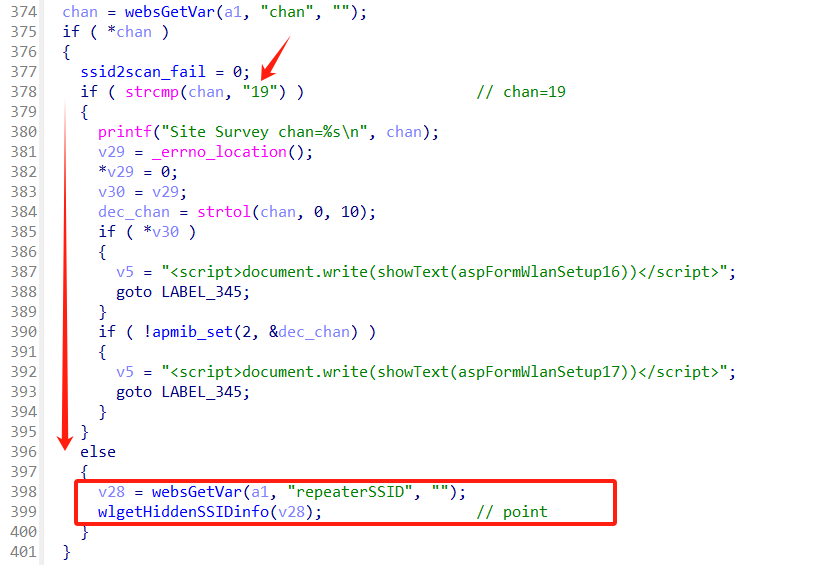 374 chan = websGetVar(a1, "chan", "");
375 if ( *chan )
376 {
377 ssid2scan_fail = 0;
378 if ( strcmp(chan, "19") ) // chan=19
379 {
380 printf("Site Survey chan=%s\n", chan);
381 v29 = _errno_location();
382 *v29 = 0;
383 v30 = v29;
384 dec_chan = strtol(chan, 0, 10);
385 if ( *v30 )
386 {
387 v5 = "<script>document.write(showText(aspFormWlanSetup16))</script>";
388 goto LABEL_345;
389 }
390 if ( !apmib_set(2, &dec_chan) )
391 {
392 v5 = "<script>document.write(showText(aspFormWlanSetup17))</script>";
393 goto LABEL_345;
394 }
395 }
396 else
397 {
398 v28 = websGetVar(a1, "repeaterSSID", "");
399 wlgetHiddenSSIDinfo(v28); // point
400 }
401 }